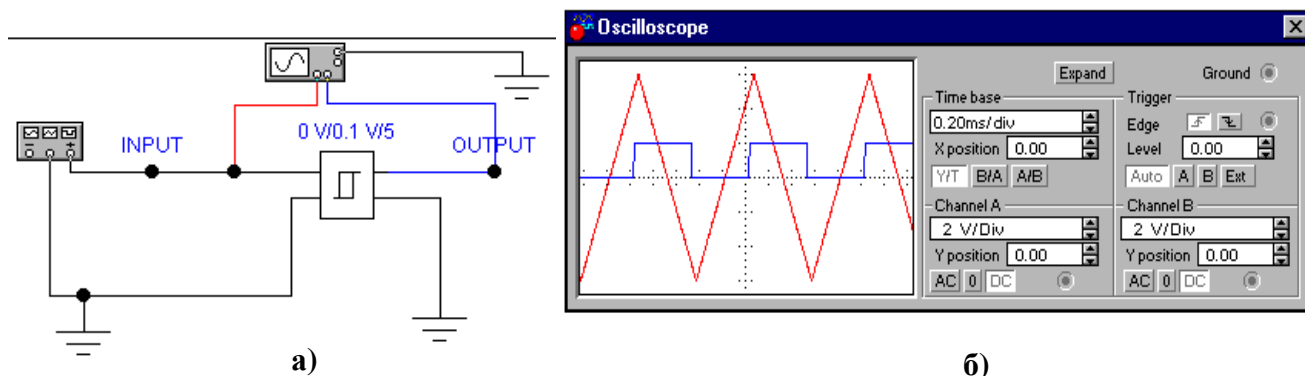 INPUT
0 V/0.1 V/5
OUTPUT
а)
Oscilloscope
Expand
Ground
Time base
0.20ms/div
X position 0.00
Y/T B/A A/B
Trigger
Edge
Level 0.00
Auto A B Ext
Channel A
2 V/Div
Y position 0.00
AC 0 DC
Channel B
2 V/Div
Y position 0.00
AC 0 DC
б)